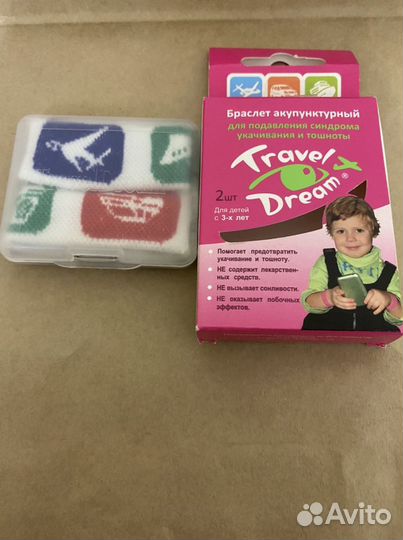 Браслет акупунктурный
для подавления синдрома
укачивания и тошноты
Travel
Dream®
2шт
Для детей
с 3-х лет
• Помогает предотвратить
укачивание и тошноту.
• НЕ содержит лекарствен-
ных средств.
• НЕ вызывает сонливости.
• НЕ оказывает побочных
эффектов.
Avito